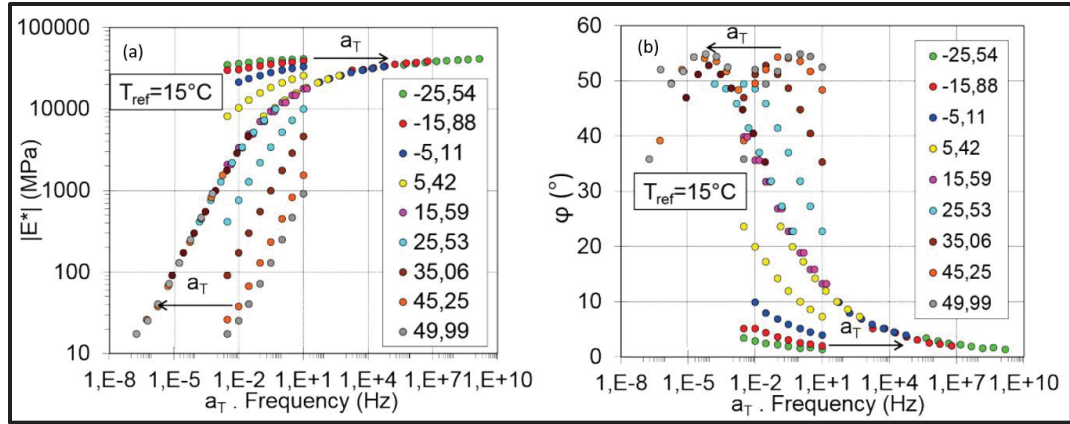 (a)
a_T
T_ref=15°C
|E*| (MPa)
100000
10000
1000
100
10
-25,54
-15,88
-5,11
5,42
15,59
25,53
35,06
45,25
49,99
a_T
1,E-8 1,E-5 1,E-2 1,E+1 1,E+4 1,E+7 1,E+10
a_T . Frequency (Hz)
(b)
a_T
T_ref=15°C
φ (°)
60
50
40
30
20
10
0
-25,54
-15,88
-5,11
5,42
15,59
25,53
35,06
45,25
49,99
a_T
1,E-8 1,E-5 1,E-2 1,E+1 1,E+4 1,E+7 1,E+10
a_T . Frequency (Hz)